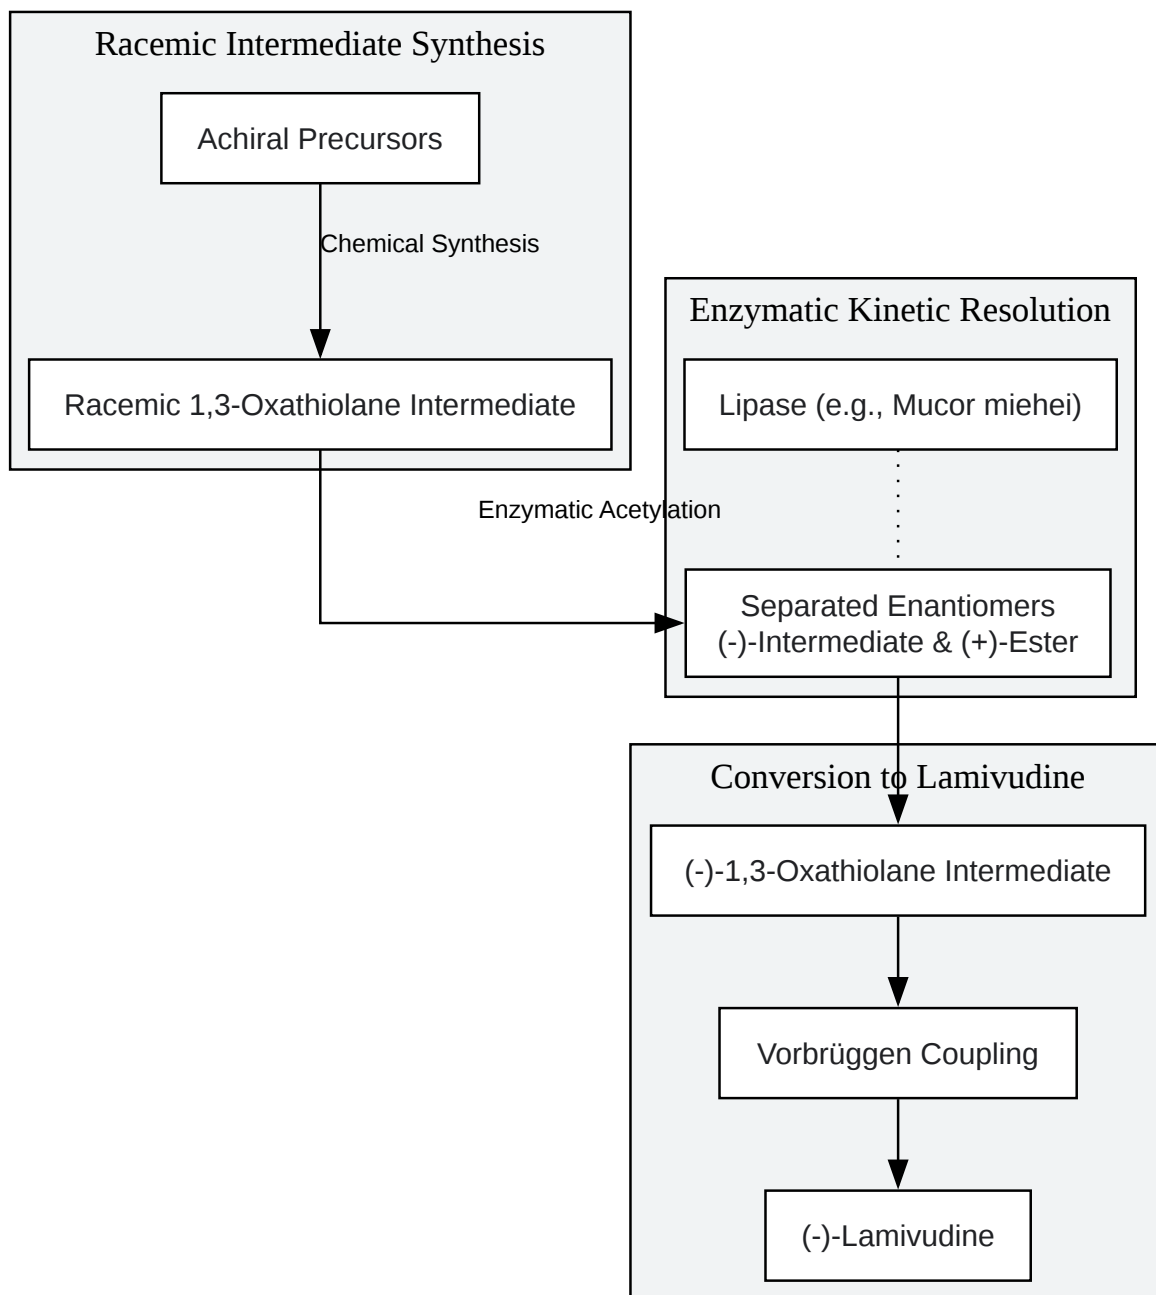 Racemic Intermediate Synthesis
Achiral Precursors
Chemical Synthesis
Racemic 1,3-Oxathiolane Intermediate
Enzymatic Acetylation
Enzymatic Kinetic Resolution
Lipase (e.g., Mucor miehei)
Separated Enantiomers
(-)-Intermediate & (+)-Ester
Conversion to Lamivudine
(-)-1,3-Oxathiolane Intermediate
Vorbrüggen Coupling
(-)-Lamivudine